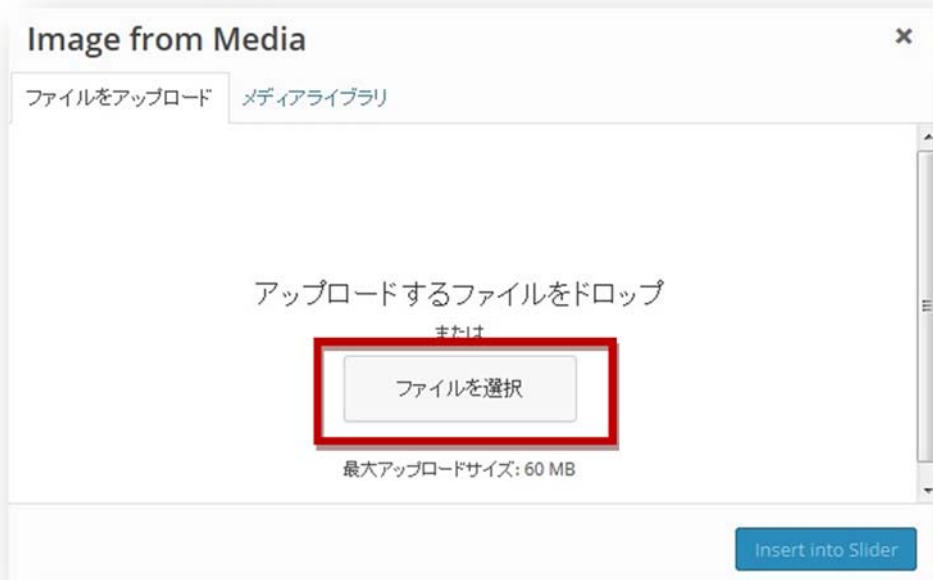 Image from Media
×
ファイルをアップロード メディアライブラリ
アップロードするファイルをドロップ
または
ファイルを選択
最大アップロードサイズ: 60 MB
Insert into Slider